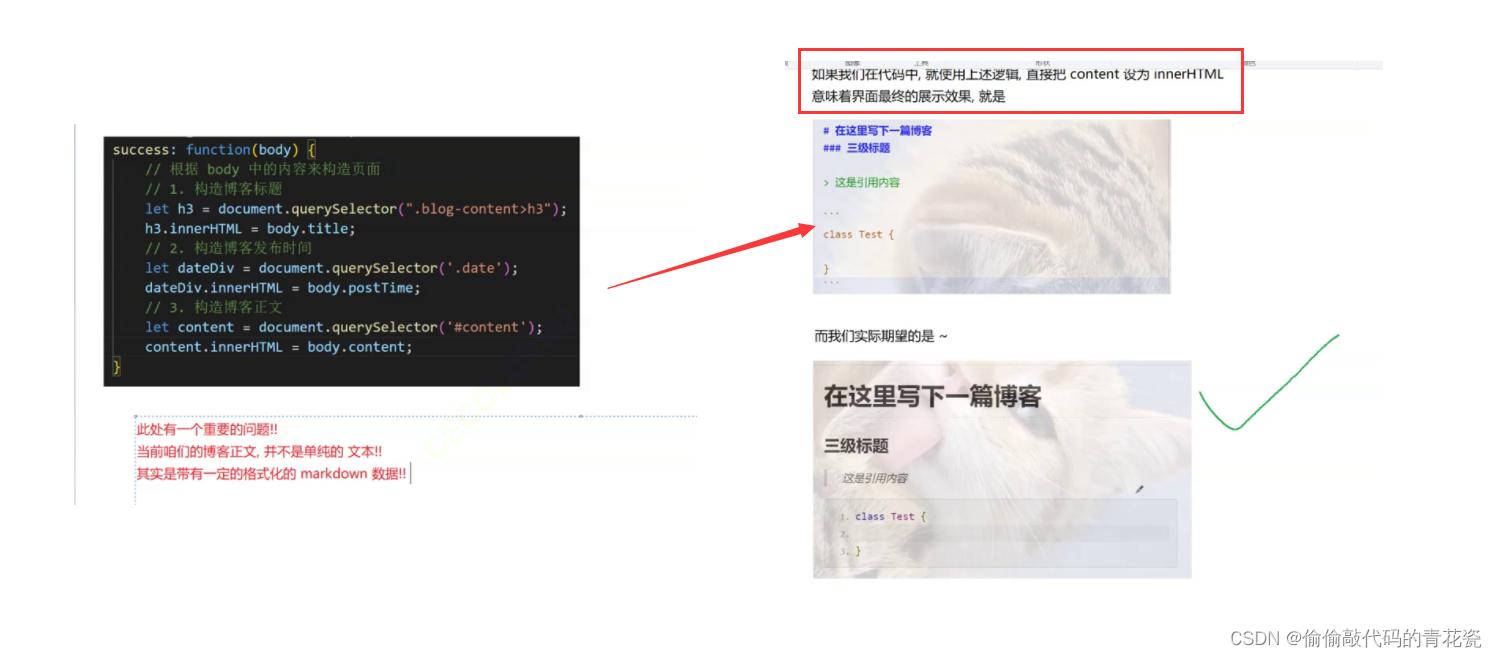 success: function(body) {
// 根据 body 中的内容来构造页面
// 1. 构造博客标题
let h3 = document.querySelector(".blog-content>h3");
h3.innerHTML = body.title;
// 2. 构造博客发布时间
let dateDiv = document.querySelector('.date');
dateDiv.innerHTML = body.postTime;
// 3. 构造博客正文
let content = document.querySelector('#content');
content.innerHTML = body.content;
}
此处有一个重要的问题!!
当前咱们的博客正文, 并不是单纯的 文本!!
其实是带有一定的格式化的 markdown 数据!!
如果我们在代码中, 就使用上述逻辑, 直接把 content 设为 innerHTML
意味着界面最终的展示效果, 就是
# 在这里写下一篇博客
### 三级标题
> 这是引用内容
```
class Test {
}
```
而我们实际期望的是 ~
在这里写下一篇博客
三级标题
这是引用内容
1. class Test {
2.
3. }
CSDN @偷偷敲代码的青花瓷